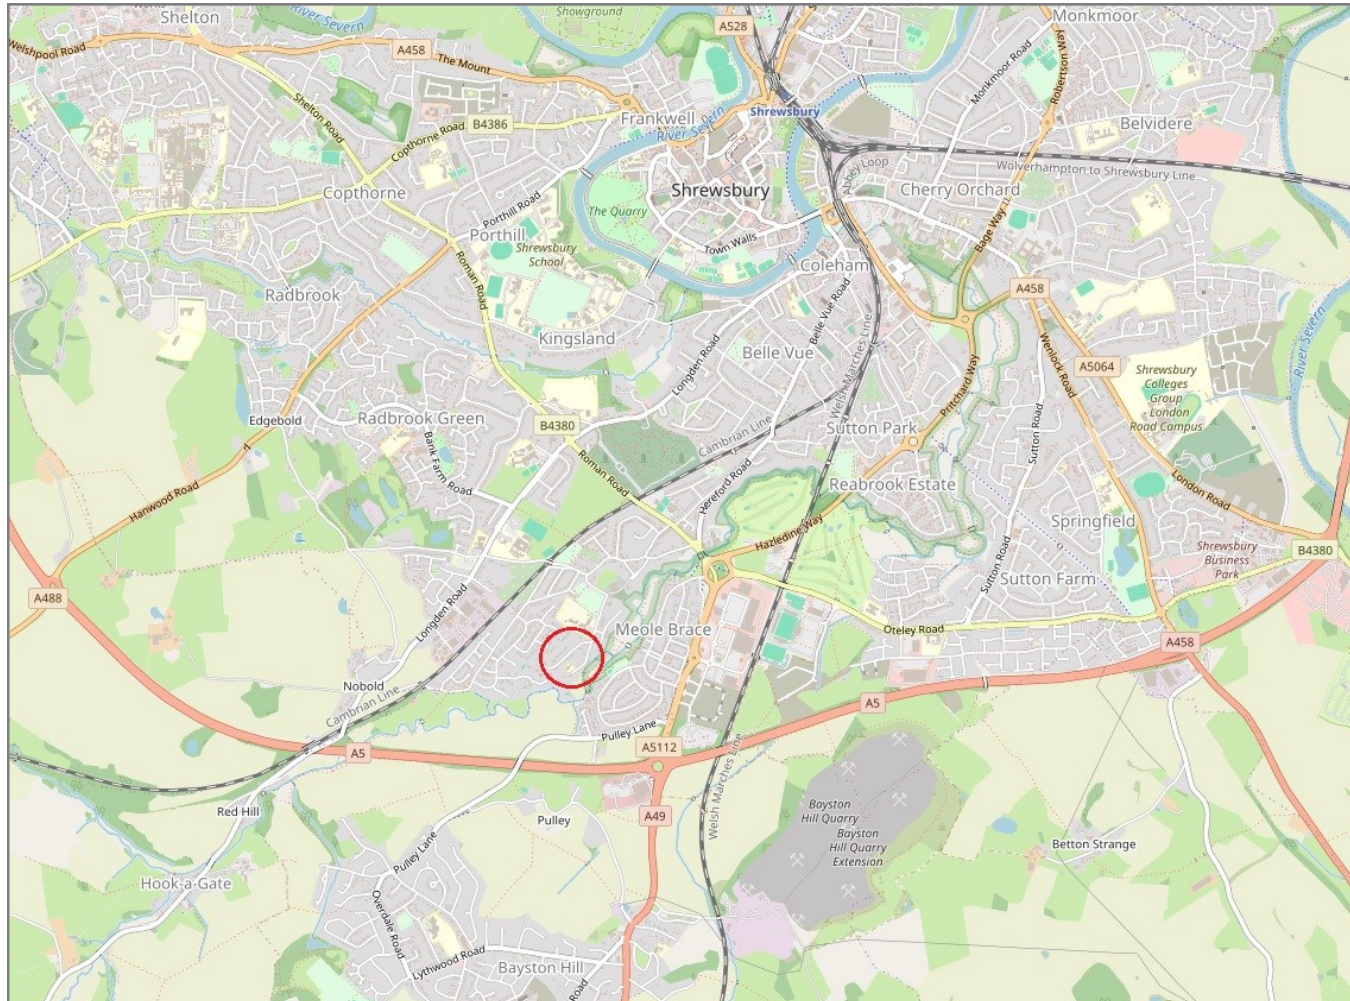 Shelton
Showground
River Severn
A528
Monkmoor
Welshpool Road
A458
The Mount
Monkmoor Road
Robertson Way
Shelton Road
Frankwell
B4386
Copthorne Road
River Severn
Shrewsbury
Belvidere
Wolverhampton to Shrewsbury Line
Abbey Loop
Copthorne
Porthill Road
The Quarry
Shrewsbury
Cherry Orchard
Porthill
Shrewsbury
School
Town Walls
Bage Way
Coleham
Radbrook
Roman Road
A458
River Severn
Kingsland
Longden Road
Belle Vue
Belle Vue Road
Welsh Marches Line
Pritchard Way
Wenlock Road
A5064
Shrewsbury
Colleges
Group
London
Road Campus
Edgebold
Radbrook Green
B4380
Cambrian Line
Sutton Park
Sutton Road
Bank Farm Road
Roman Road
Hereford Road
Reabrook Estate
London Road
Hanwood Road
Hazledine Way
Springfield
Shrewsbury
Business
Park
B4380
A488
Longden Road
Sutton Road
Sutton Farm
Meole Brace
Oteley Road
A458
Nobold
Cambrian Line
A5
Pulley Lane
A5112
A5
Welsh Marches Line
Red Hill
Pulley
A49
Bayston
Hill Quarry
Bayston
Hill Quarry
Extension
Betton Strange
Pulley Lane
Hook-a-Gate
Overdale Road
Lythwood Road
Bayston Hill